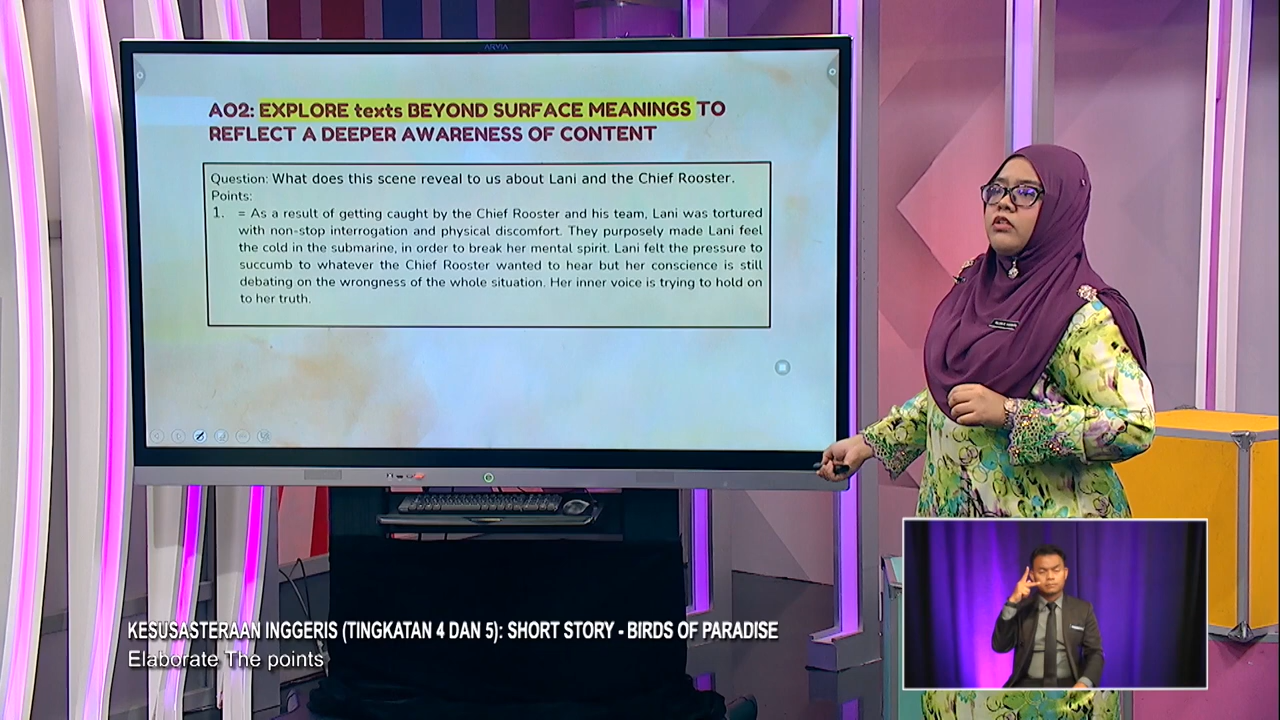 ARVIA
AO2: EXPLORE texts BEYOND SURFACE MEANINGS TO
REFLECT A DEEPER AWARENESS OF CONTENT
Question: What does this scene reveal to us about Lani and the Chief Rooster.
Points:
1. = As a result of getting caught by the Chief Rooster and his team, Lani was tortured
with non-stop interrogation and physical discomfort. They purposely made Lani feel
the cold in the submarine, in order to break her mental spirit. Lani felt the pressure to
succumb to whatever the Chief Rooster wanted to hear but her conscience is still
debating on the wrongness of the whole situation. Her inner voice is trying to hold on
to her truth.
KESUSASTERAAN INGGERIS (TINGKATAN 4 DAN 5): SHORT STORY - BIRDS OF PARADISE
Elaborate The points